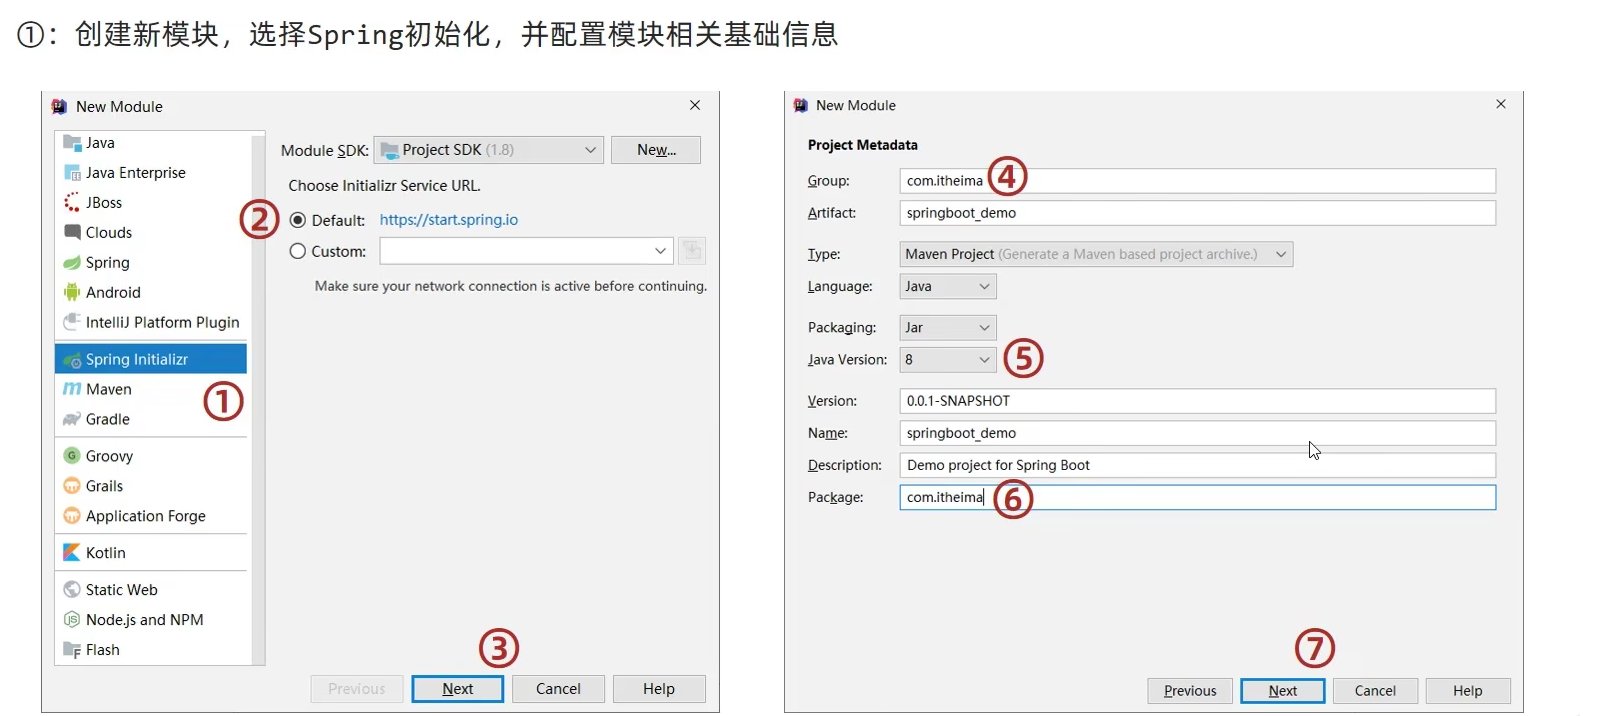 ①：创建新模块，选择Spring初始化，并配置模块相关基础信息
New Module
Java
Java Enterprise
JBoss
Clouds
Spring
Android
IntelliJ Platform Plugin
Spring Initializr
Maven
①
Gradle
Groovy
Grails
Application Forge
Kotlin
Static Web
Node.js and NPM
Flash
Module SDK: Project SDK (1.8) New...
Choose Initializr Service URL.
② Default: https://start.spring.io
Custom:
Make sure your network connection is active before continuing.
③
Previous Next Cancel Help
New Module
Project Metadata
Group: com.itheima ④
Artifact: springboot_demo
Type: Maven Project (Generate a Maven based project archive.)
Language: Java
Packaging: Jar
Java Version: 8 ⑤
Version: 0.0.1-SNAPSHOT
Name: springboot_demo
Description: Demo project for Spring Boot
Package: com.itheima ⑥
⑦
Previous Next Cancel Help